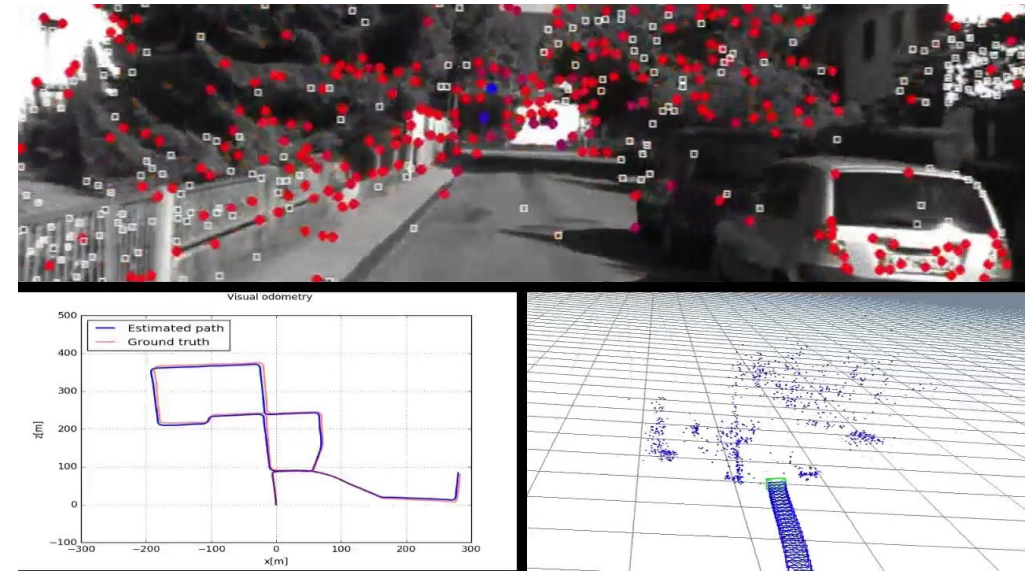 Visual odometry
500
400
300
200
100
0
−100
z[m]
Estimated path
Ground truth
−300 −200 −100 0 100 200 300
x[m]